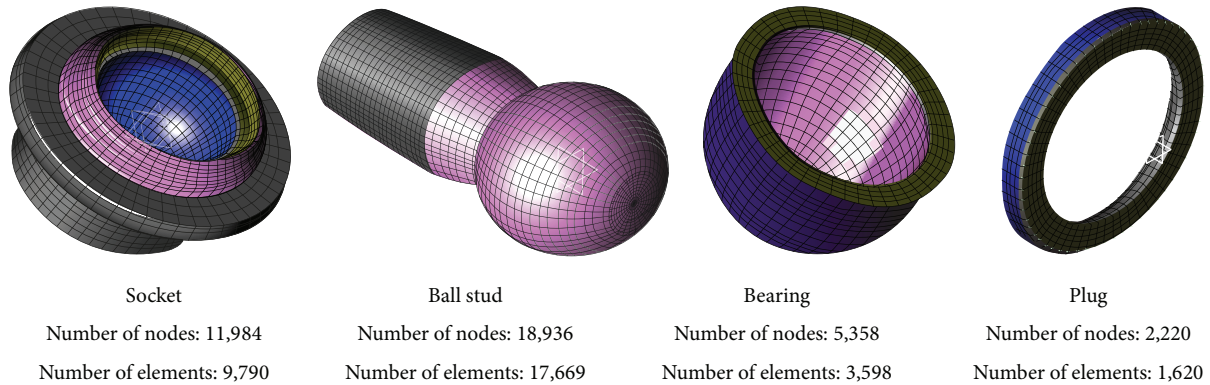 Socket
Number of nodes: 11,984
Number of elements: 9,790
Ball stud
Number of nodes: 18,936
Number of elements: 17,669
Bearing
Number of nodes: 5,358
Number of elements: 3,598
Plug
Number of nodes: 2,220
Number of elements: 1,620